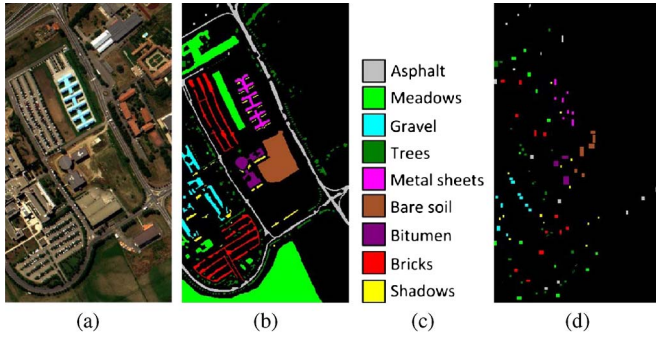 Asphalt
Meadows
Gravel
Trees
Metal sheets
Bare soil
Bitumen
Bricks
Shadows
(a)
(b)
(c)
(d)